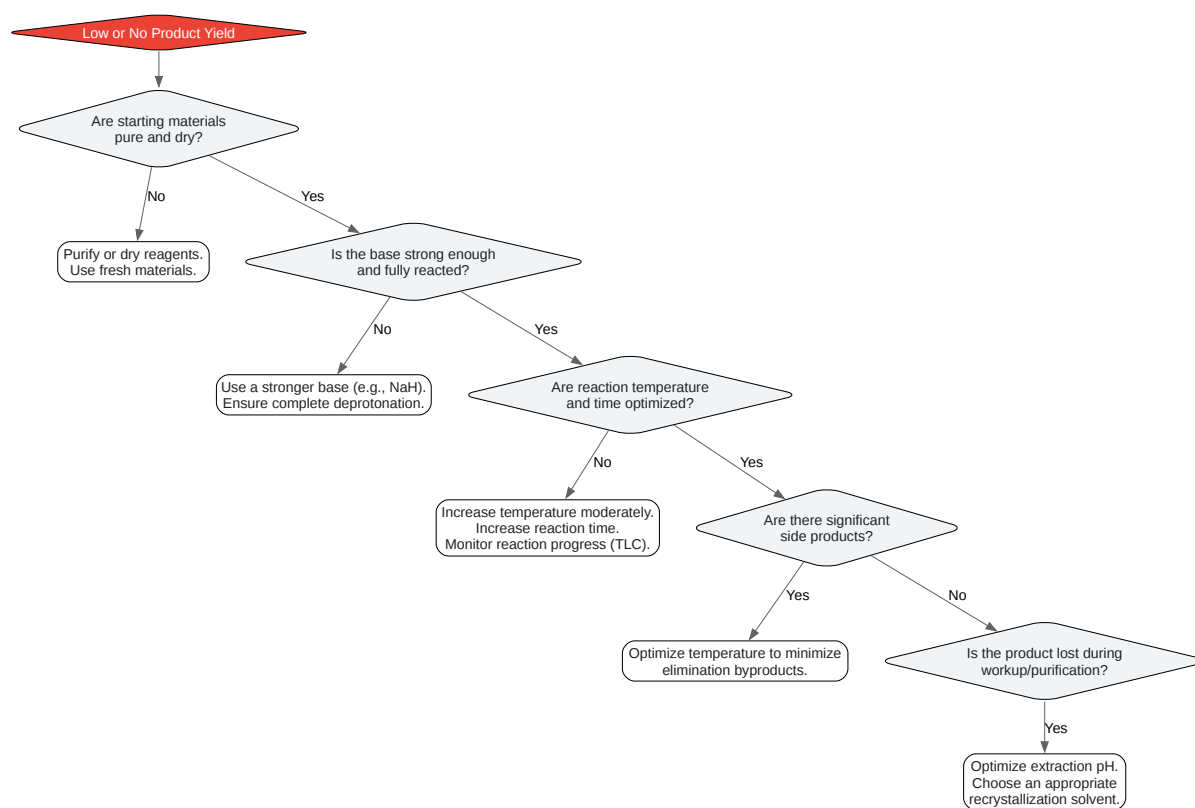 Low or No Product Yield
Are starting materials
pure and dry?
No
Yes
Purify or dry reagents.
Use fresh materials.
Is the base strong enough
and fully reacted?
No
Yes
Use a stronger base (e.g., NaH).
Ensure complete deprotonation.
Are reaction temperature
and time optimized?
No
Yes
Increase temperature moderately.
Increase reaction time.
Monitor reaction progress (TLC).
Are there significant
side products?
Yes
No
Optimize temperature to minimize
elimination byproducts.
Is the product lost during
workup/purification?
Yes
Optimize extraction pH.
Choose an appropriate
recrystallization solvent.